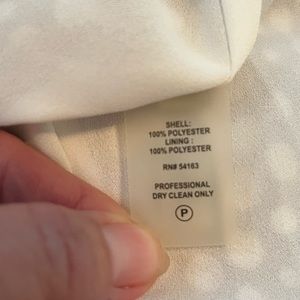 SHELL:
100% POLYESTER
LINING :
100% POLYESTER
RN# 54163
PROFESSIONAL
DRY CLEAN ONLY
P